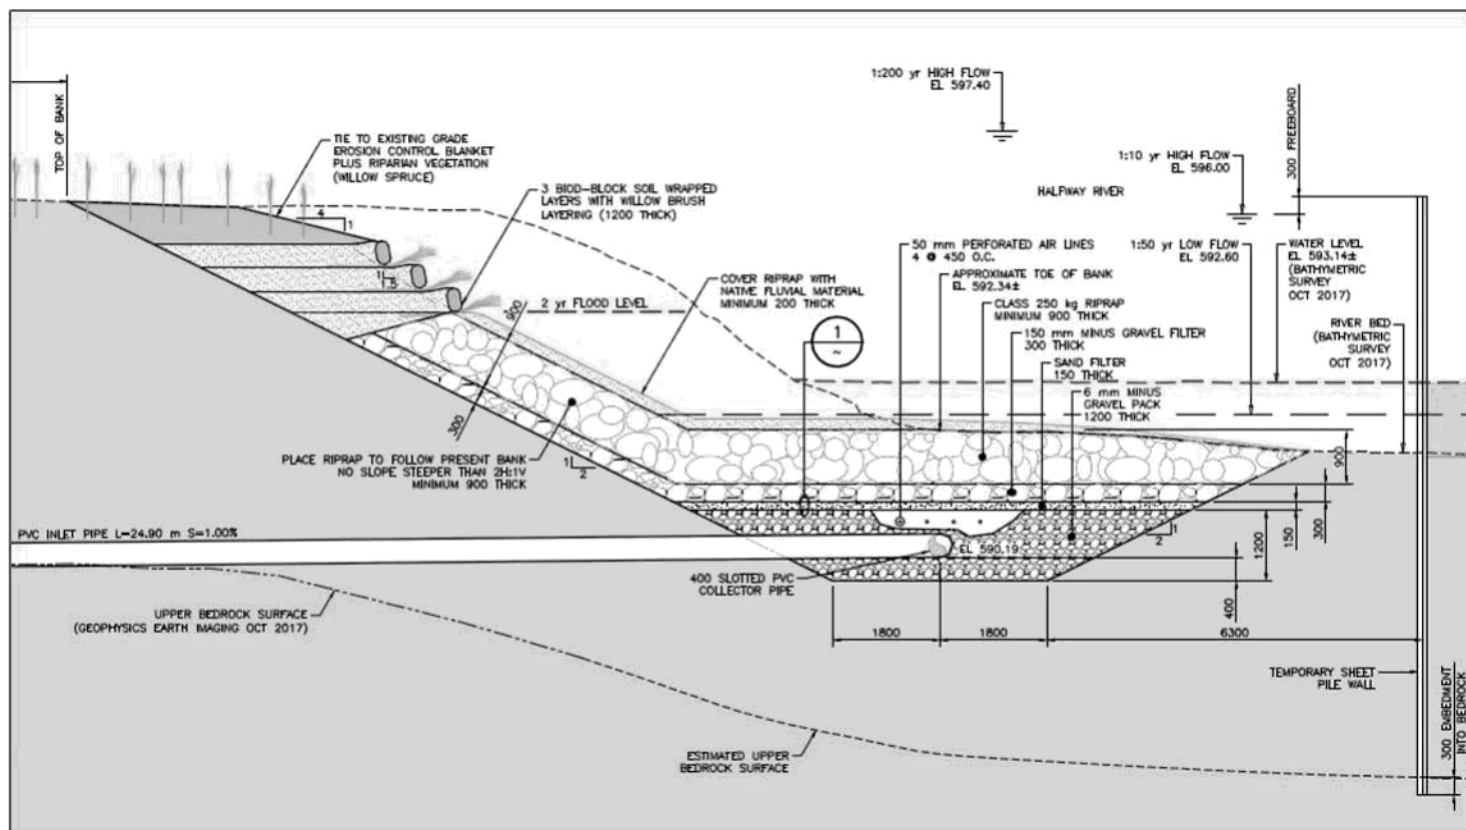 1:200 yr HIGH FLOW
EL 597.40
TOP OF BANK
TIE TO EXISTING GRADE
EROSION CONTROL BLANKET
PLUS RIPARIAN VEGETATION
(WILLOW SPRUCE)
300 FREEBOARD
1:10 yr HIGH FLOW
EL 596.00
3 BIOD-BLOCK SOIL WRAPPED
LAYERS WITH WILLOW BRUSH
LAYERING (1200 THICK)
HALFWAY RIVER
4
1
50 mm PERFORATED AIR LINES
4 @ 450 O.C.
1:50 yr LOW FLOW
EL 592.60
WATER LEVEL
EL 593.14±
(BATHYMETRIC
SURVEY
OCT 2017)
APPROXIMATE TOE OF BANK
EL 592.34±
COVER RIPRAP WITH
NATIVE FLUVIAL MATERIAL
MINIMUM 200 THICK
1
.5
2 yr FLOOD LEVEL
900
CLASS 250 kg RIPRAP
MINIMUM 900 THICK
1
~
150 mm MINUS GRAVEL FILTER
300 THICK
RIVER BED
(BATHYMETRIC
SURVEY
OCT 2017)
SAND FILTER
150 THICK
6 mm MINUS
GRAVEL PACK
1200 THICK
300
PLACE RIPRAP TO FOLLOW PRESENT BANK
NO SLOPE STEEPER THAN 2H:1V
MINIMUM 900 THICK
1
2
900
300
150
1200
1
2
PVC INLET PIPE L=24.90 m S=1.00%
EL 590.19
400 SLOTTED PVC
COLLECTOR PIPE
400
UPPER BEDROCK SURFACE
(GEOPHYSICS EARTH IMAGING OCT 2017)
1800
1800
6300
TEMPORARY SHEET
PILE WALL
300 EMBEDMENT
INTO BEDROCK
ESTIMATED UPPER
BEDROCK SURFACE